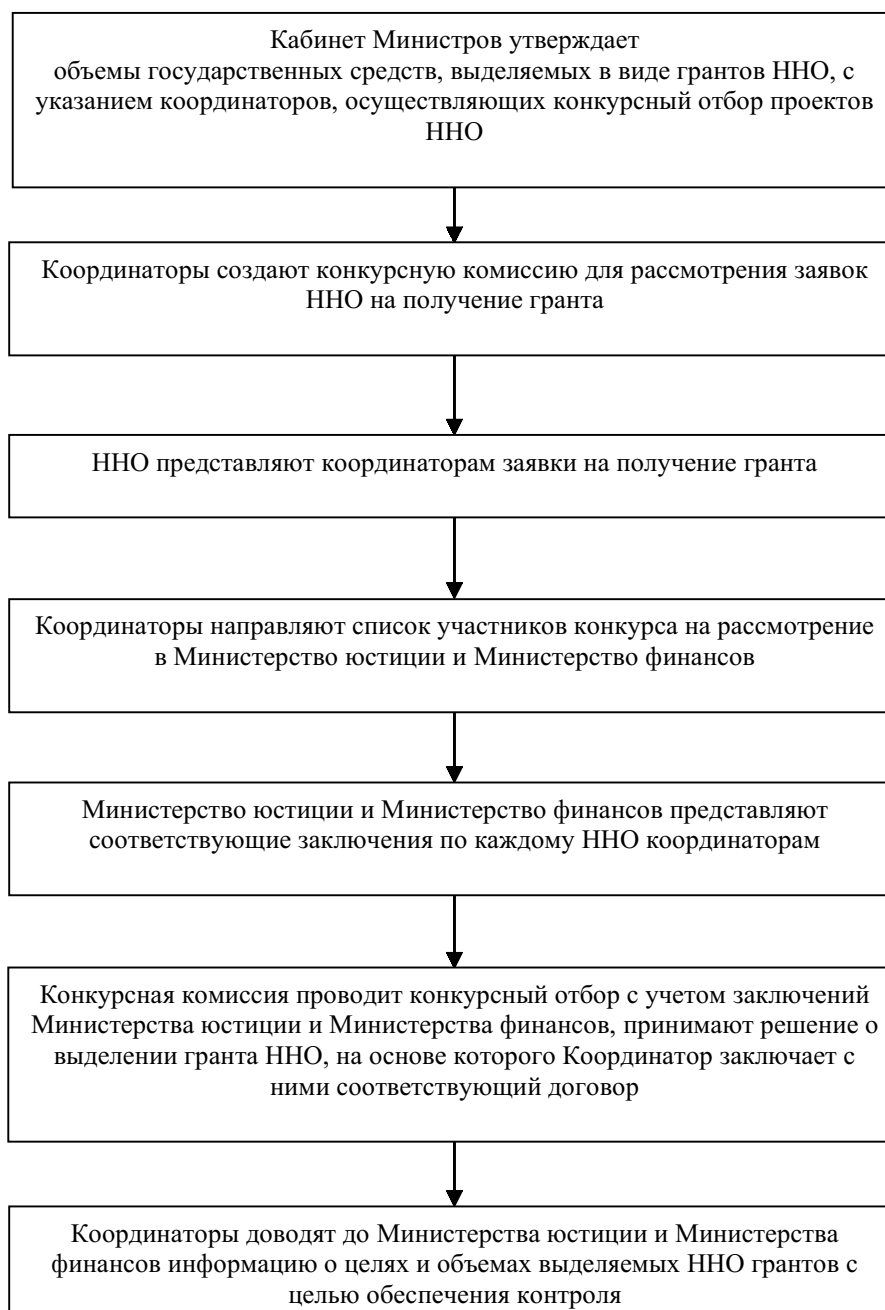 Кабинет Министров утверждает
объемы государственных средств, выделяемых в виде грантов ННО, с
указанием координаторов, осуществляющих конкурсный отбор проектов
ННО
Координаторы создают конкурсную комиссию для рассмотрения заявок
ННО на получение гранта
ННО представляют координаторам заявки на получение гранта
Координаторы направляют список участников конкурса на рассмотрение
в Министерство юстиции и Министерство финансов
Министерство юстиции и Министерство финансов представляют
соответствующие заключения по каждому ННО координаторам
Конкурсная комиссия проводит конкурсный отбор с учетом заключений
Министерства юстиции и Министерства финансов, принимают решение о
выделении гранта ННО, на основе которого Координатор заключает с
ними соответствующий договор
Координаторы доводят до Министерства юстиции и Министерства
финансов информацию о целях и объемах выделяемых ННО грантов с
целью обеспечения контроля